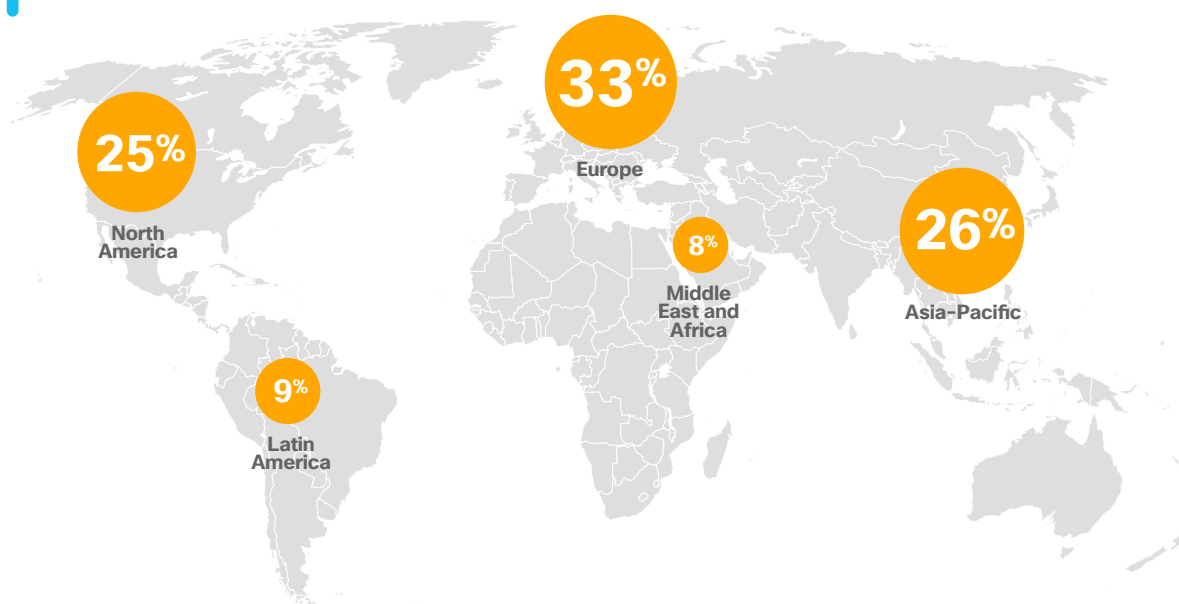 33%
Europe
25%
North
America
26%
Asia-Pacific
8%
Middle
East and
Africa
9%
Latin
America